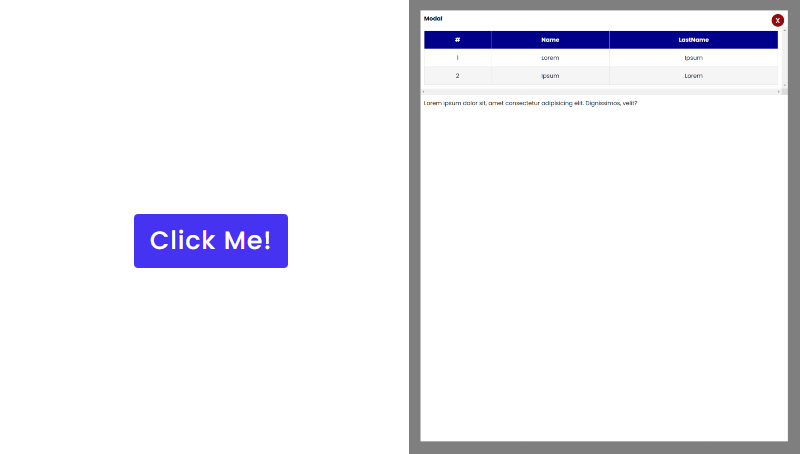 Click Me!
Modal
X
# Name LastName
1 Lorem Ipsum
2 Ipsum Lorem
Lorem ipsum dolor sit, amet consectetur adipisicing elit. Dignissimos, velit?